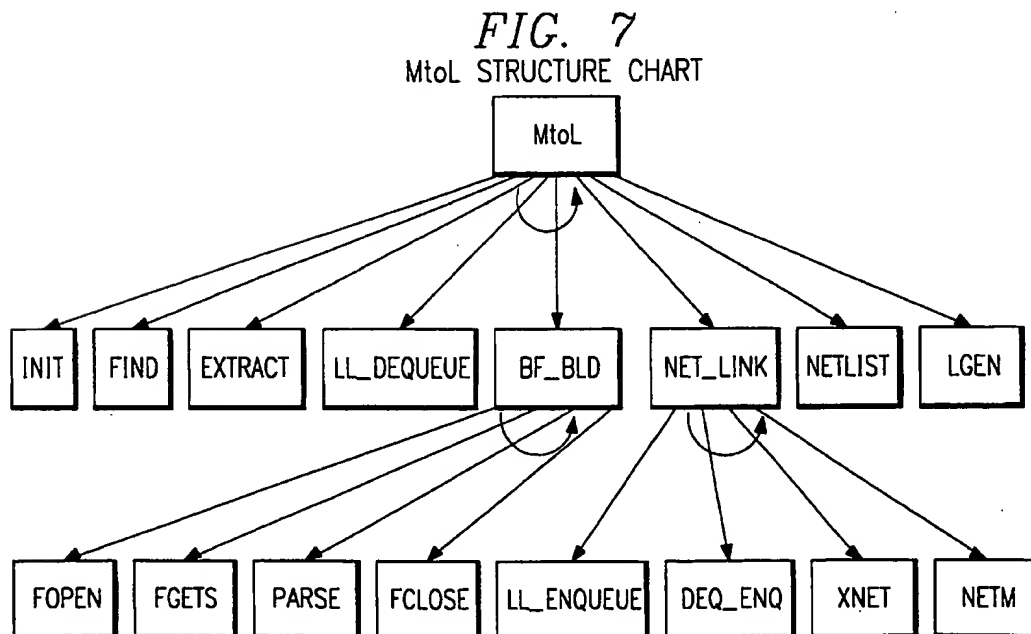 FIG. 7
MtoL STRUCTURE CHART
MtoL
INIT FIND EXTRACT LL_DEQUEUE BF_BLD NET_LINK NETLIST LGEN
FOPEN FGETS PARSE FCLOSE LL_ENQUEUE DEQ_ENQ XNET NETM